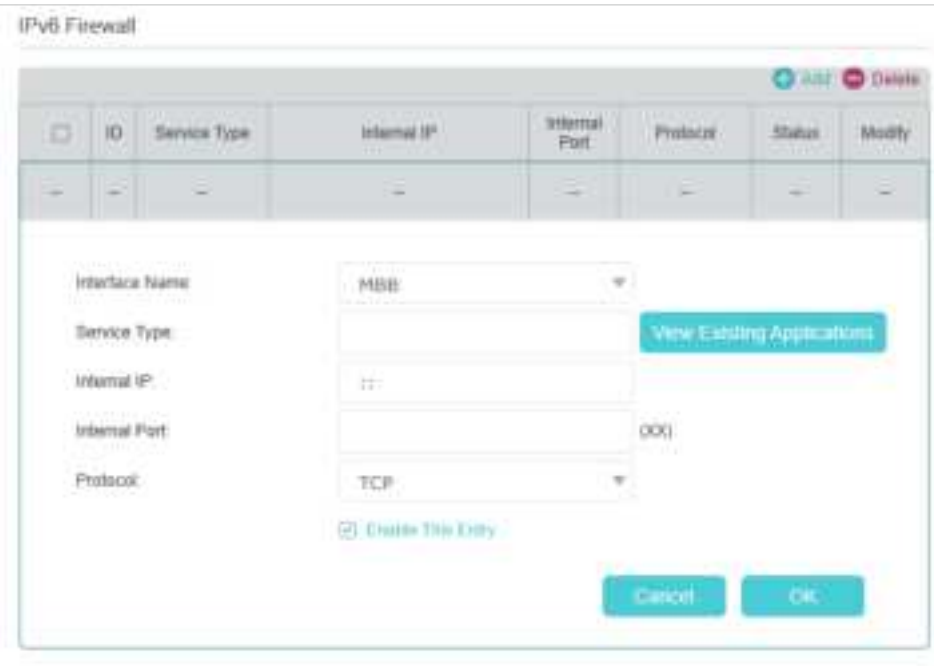 IPv6 Firewall
Add Delete
ID Service Type Internal IP Internal Port Protocol Status Modify
-- -- -- -- -- -- -- --
Interface Name: MBB
Service Type: View Existing Applications
Internal IP: ::
Internal Port: (XX)
Protocol: TCP
Enable This Entry
Cancel OK